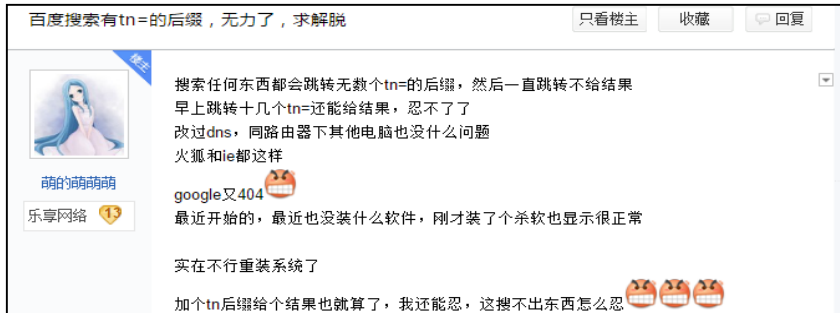 百度搜索有tn=的后缀，无力了，求解脱
只看楼主
收藏
回复
楼主
搜索任何东西都会跳转无数个tn=的后缀，然后一直跳转不给结果
早上跳转十几个tn=还能给结果，忍不了了
改过dns，同路由器下其他电脑也没什么问题
火狐和ie都这样
萌的萌萌萌
google又404
乐享网络 13
最近开始的，最近也没装什么软件，刚才装了个杀软也显示很正常
实在不行重装系统了
加个tn后缀给个结果也就算了，我还能忍，这搜不出东西怎么忍